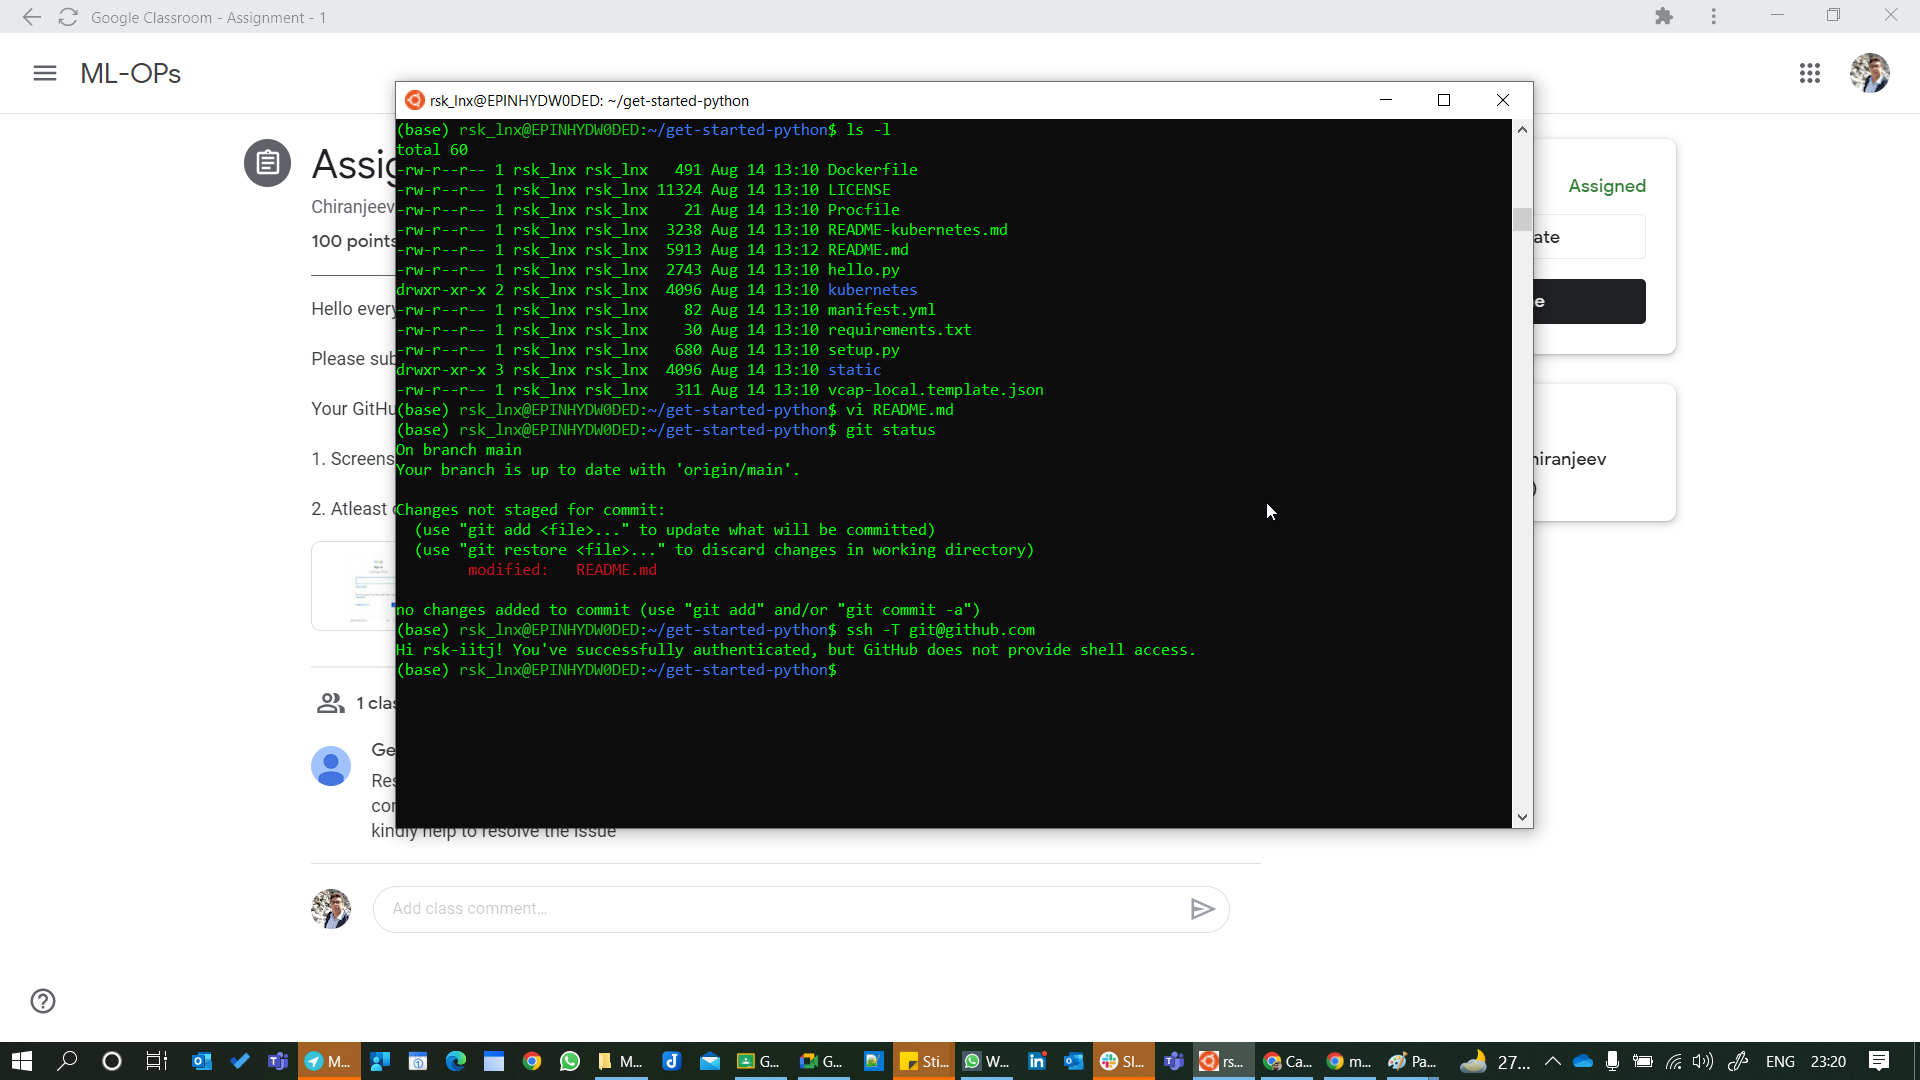 Google Classroom - Assignment - 1
ML-OPs
rsk_lnx@EPINHYDW0DED: ~/get-started-python
(base) rsk_lnx@EPINHYDW0DED:~/get-started-python$ ls -l
total 60
-rw-r--r-- 1 rsk_lnx rsk_lnx   491 Aug 14 13:10 Dockerfile
-rw-r--r-- 1 rsk_lnx rsk_lnx 11324 Aug 14 13:10 LICENSE
-rw-r--r-- 1 rsk_lnx rsk_lnx    21 Aug 14 13:10 Procfile
-rw-r--r-- 1 rsk_lnx rsk_lnx  3238 Aug 14 13:10 README-kubernetes.md
-rw-r--r-- 1 rsk_lnx rsk_lnx  5913 Aug 14 13:12 README.md
-rw-r--r-- 1 rsk_lnx rsk_lnx  2743 Aug 14 13:10 hello.py
drwxr-xr-x 2 rsk_lnx rsk_lnx  4096 Aug 14 13:10 kubernetes
-rw-r--r-- 1 rsk_lnx rsk_lnx    82 Aug 14 13:10 manifest.yml
-rw-r--r-- 1 rsk_lnx rsk_lnx    30 Aug 14 13:10 requirements.txt
-rw-r--r-- 1 rsk_lnx rsk_lnx   680 Aug 14 13:10 setup.py
drwxr-xr-x 3 rsk_lnx rsk_lnx  4096 Aug 14 13:10 static
-rw-r--r-- 1 rsk_lnx rsk_lnx   311 Aug 14 13:10 vcap-local.template.json
(base) rsk_lnx@EPINHYDW0DED:~/get-started-python$ vi README.md
(base) rsk_lnx@EPINHYDW0DED:~/get-started-python$ git status
On branch main
Your branch is up to date with 'origin/main'.
Changes not staged for commit:
  (use "git add <file>..." to update what will be committed)
  (use "git restore <file>..." to discard changes in working directory)
        modified:   README.md
no changes added to commit (use "git add" and/or "git commit -a")
(base) rsk_lnx@EPINHYDW0DED:~/get-started-python$ ssh -T git@github.com
Hi rsk-iitj! You've successfully authenticated, but GitHub does not provide shell access.
(base) rsk_lnx@EPINHYDW0DED:~/get-started-python$
Assig
Chiranjeev
100 points
Hello every
Please sub
Your GitHu
1. Screens
2. Atleast
1 clas
Ge
Res
con
kindly help to resolve the issue
Add class comment...
Assigned
ate
e
hiranjeev
)
M...
M...
G...
G...
Sti...
W...
Sl...
rs...
Ca...
m...
Pa...
27...
ENG
23:20